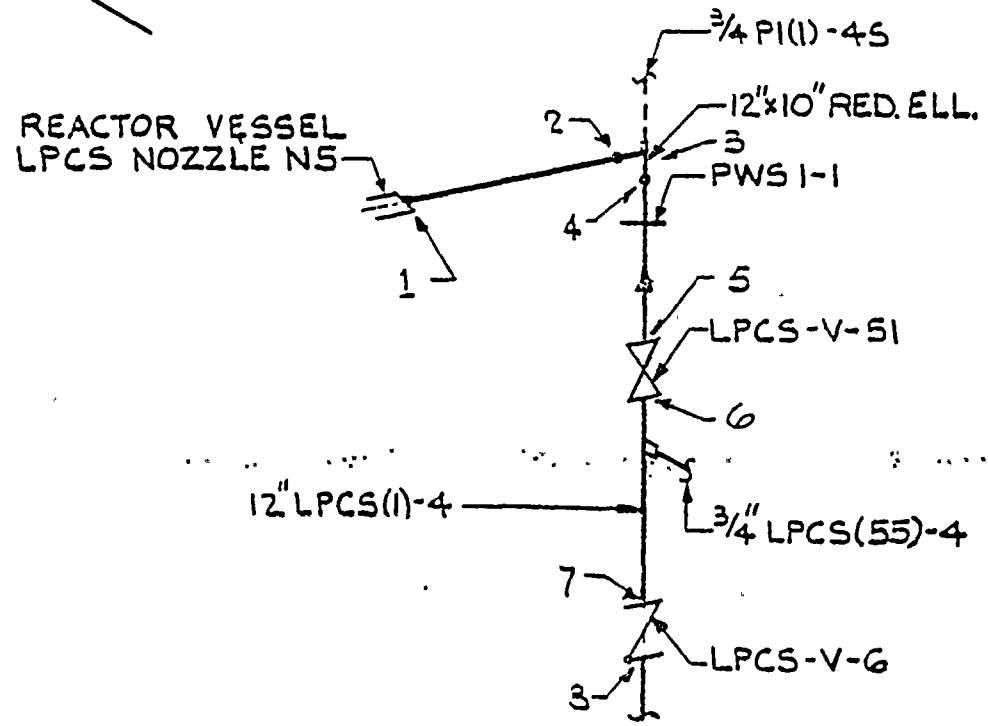 3/4 PI(1)-4S
12"x10" RED. ELL.
REACTOR VESSEL
LPCS NOZZLE N5
2
3
PWS 1-1
4
1
5
LPCS-V-51
6
12" LPCS(1)-4
3/4" LPCS(55)-4
7
LPCS-V-6
3